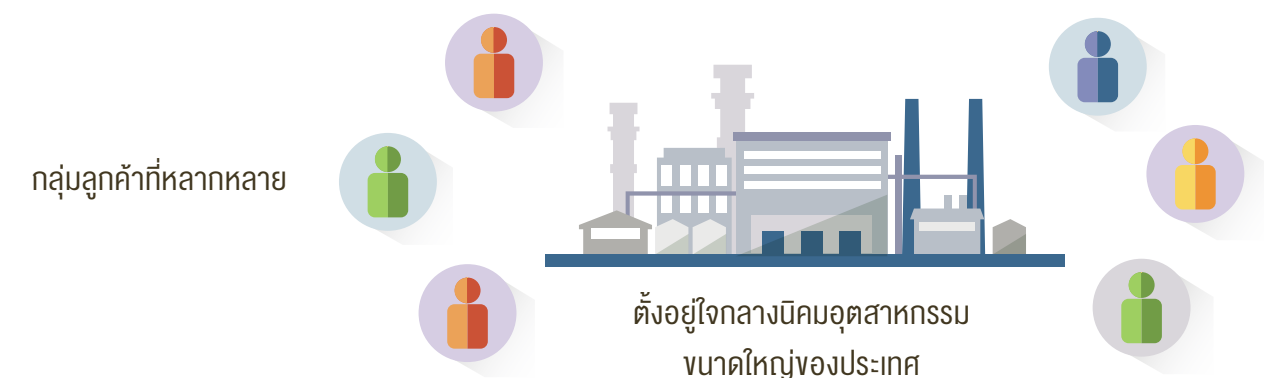 กลุ่มลูกค้าที่หลากหลาย
ตั้งอยู่ใจกลางนิคมอุตสาหกรรม
ขนาดใหญ่ของประเทศ